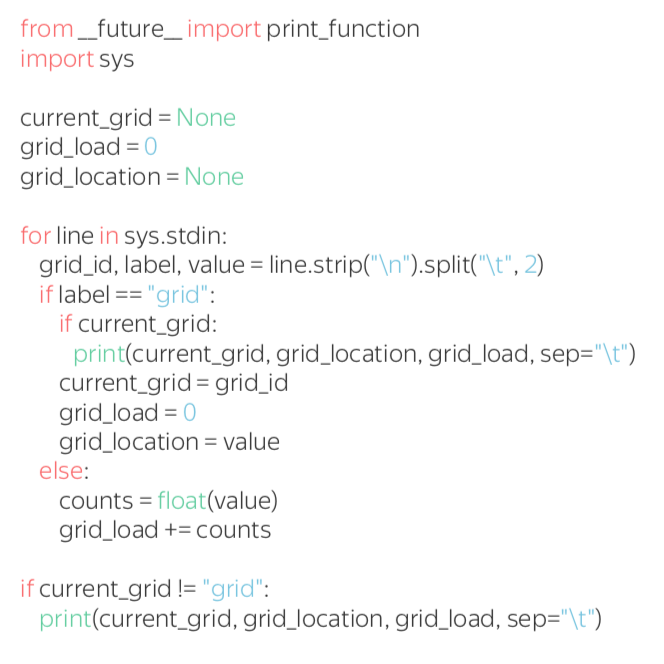 from __future__ import print_function
import sys

current_grid = None
grid_load = 0
grid_location = None

for line in sys.stdin:
    grid_id, label, value = line.strip("\n").split("\t", 2)
    if label == "grid":
        if current_grid:
            print(current_grid, grid_location, grid_load, sep="\t")
        current_grid = grid_id
        grid_load = 0
        grid_location = value
    else:
        counts = float(value)
        grid_load += counts

if current_grid != "grid":
    print(current_grid, grid_location, grid_load, sep="\t")